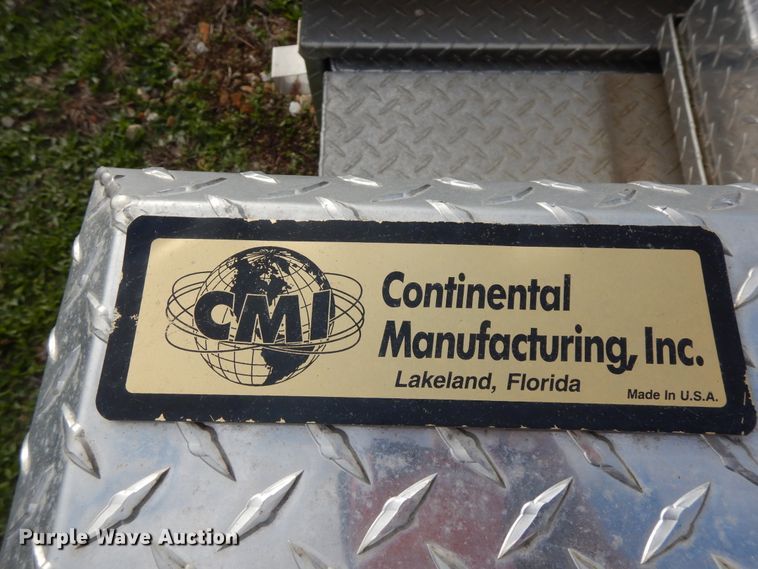 CMI
Continental
Manufacturing, Inc.
Lakeland, Florida
Made In U.S.A.
Purple Wave Auction